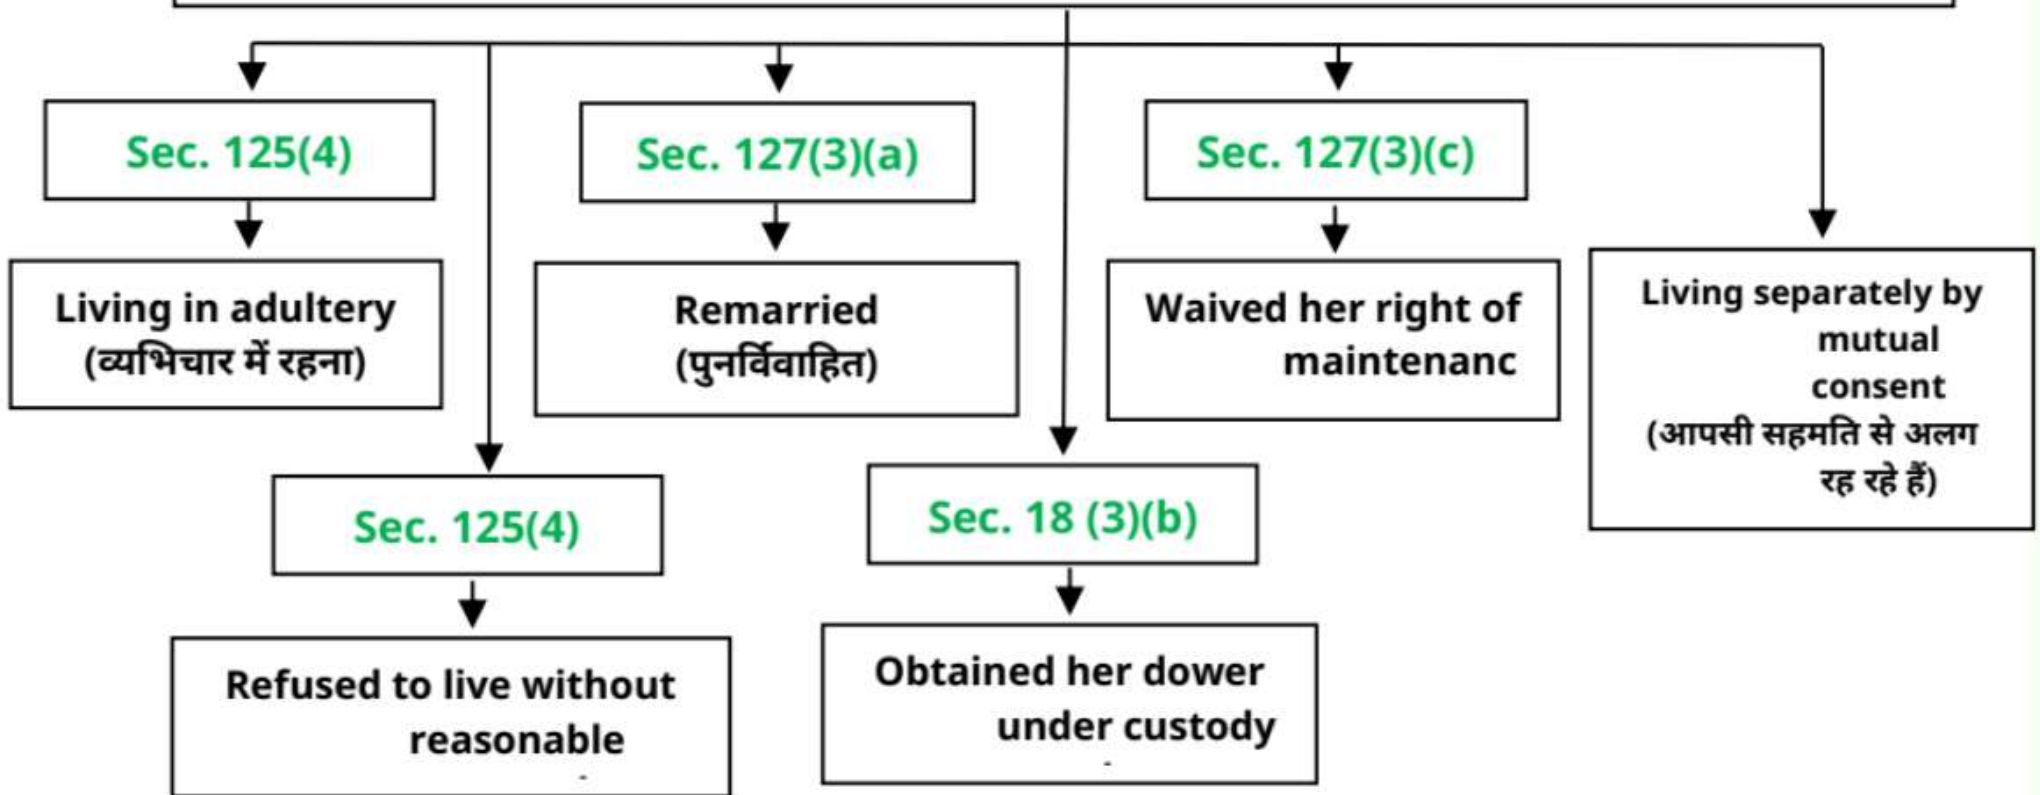 Sec. 125(4)
Sec. 127(3)(a)
Sec. 127(3)(c)
Living in adultery
(व्यभिचार में रहना)
Remarried
(पुनर्विवाहित)
Waived her right of
maintenanc
Living separately by
mutual
consent
(आपसी सहमति से अलग
रह रहे हैं)
Sec. 125(4)
Sec. 18 (3)(b)
Refused to live without
reasonable
Obtained her dower
under custody